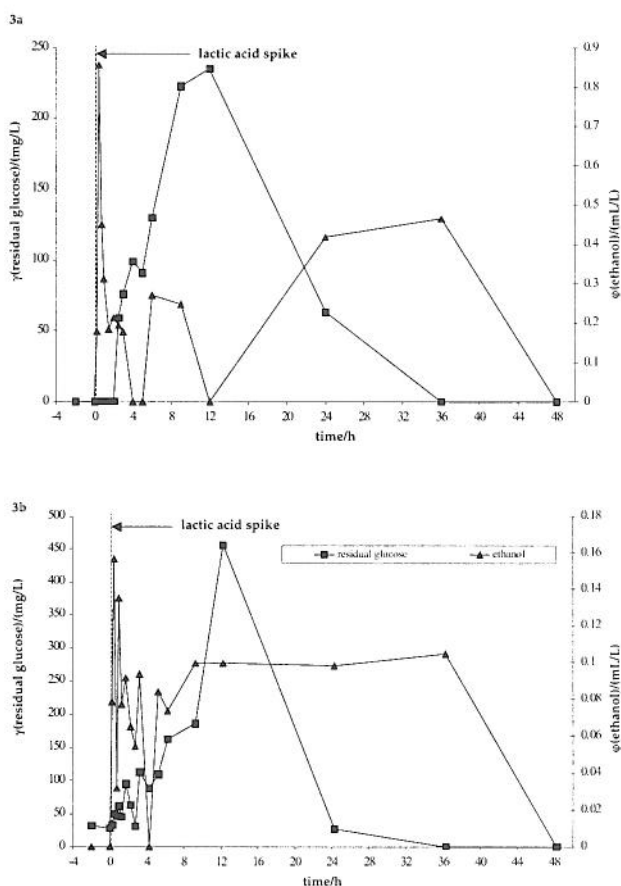 3a
lactic acid spike
250
200
150
100
50
0
γ(residual glucose)/(mg/L)
0.9
0.8
0.7
0.6
0.5
0.4
0.3
0.2
0.1
0
φ(ethanol)/(mL/L)
-4 0 4 8 12 16 20 24 28 32 36 40 44 48
time/h
3b
lactic acid spike
residual glucose ethanol
500
450
400
350
300
250
200
150
100
50
0
γ(residual glucose)/(mg/L)
0.18
0.16
0.14
0.12
0.1
0.08
0.06
0.04
0.02
0
φ(ethanol)/(mL/L)
-4 0 4 8 12 16 20 24 28 32 36 40 44 48
time/h